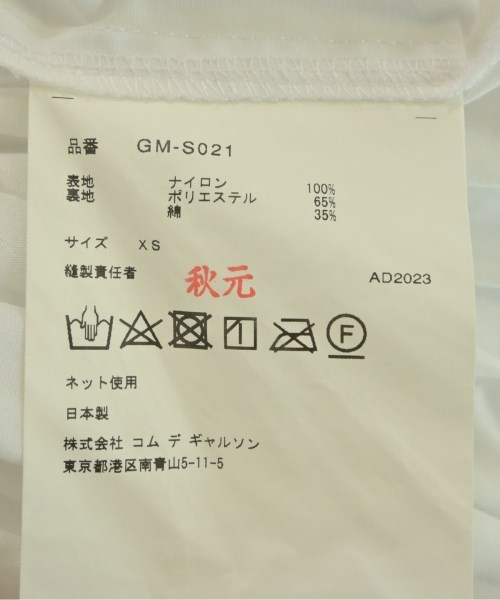 品番 GM-S021
表地 ナイロン 100%
裏地 ポリエステル 65%
綿 35%
サイズ XS
縫製責任者 秋元 AD2023
F
ネット使用
日本製
株式会社 コム デ ギャルソン
東京都港区南青山5-11-5